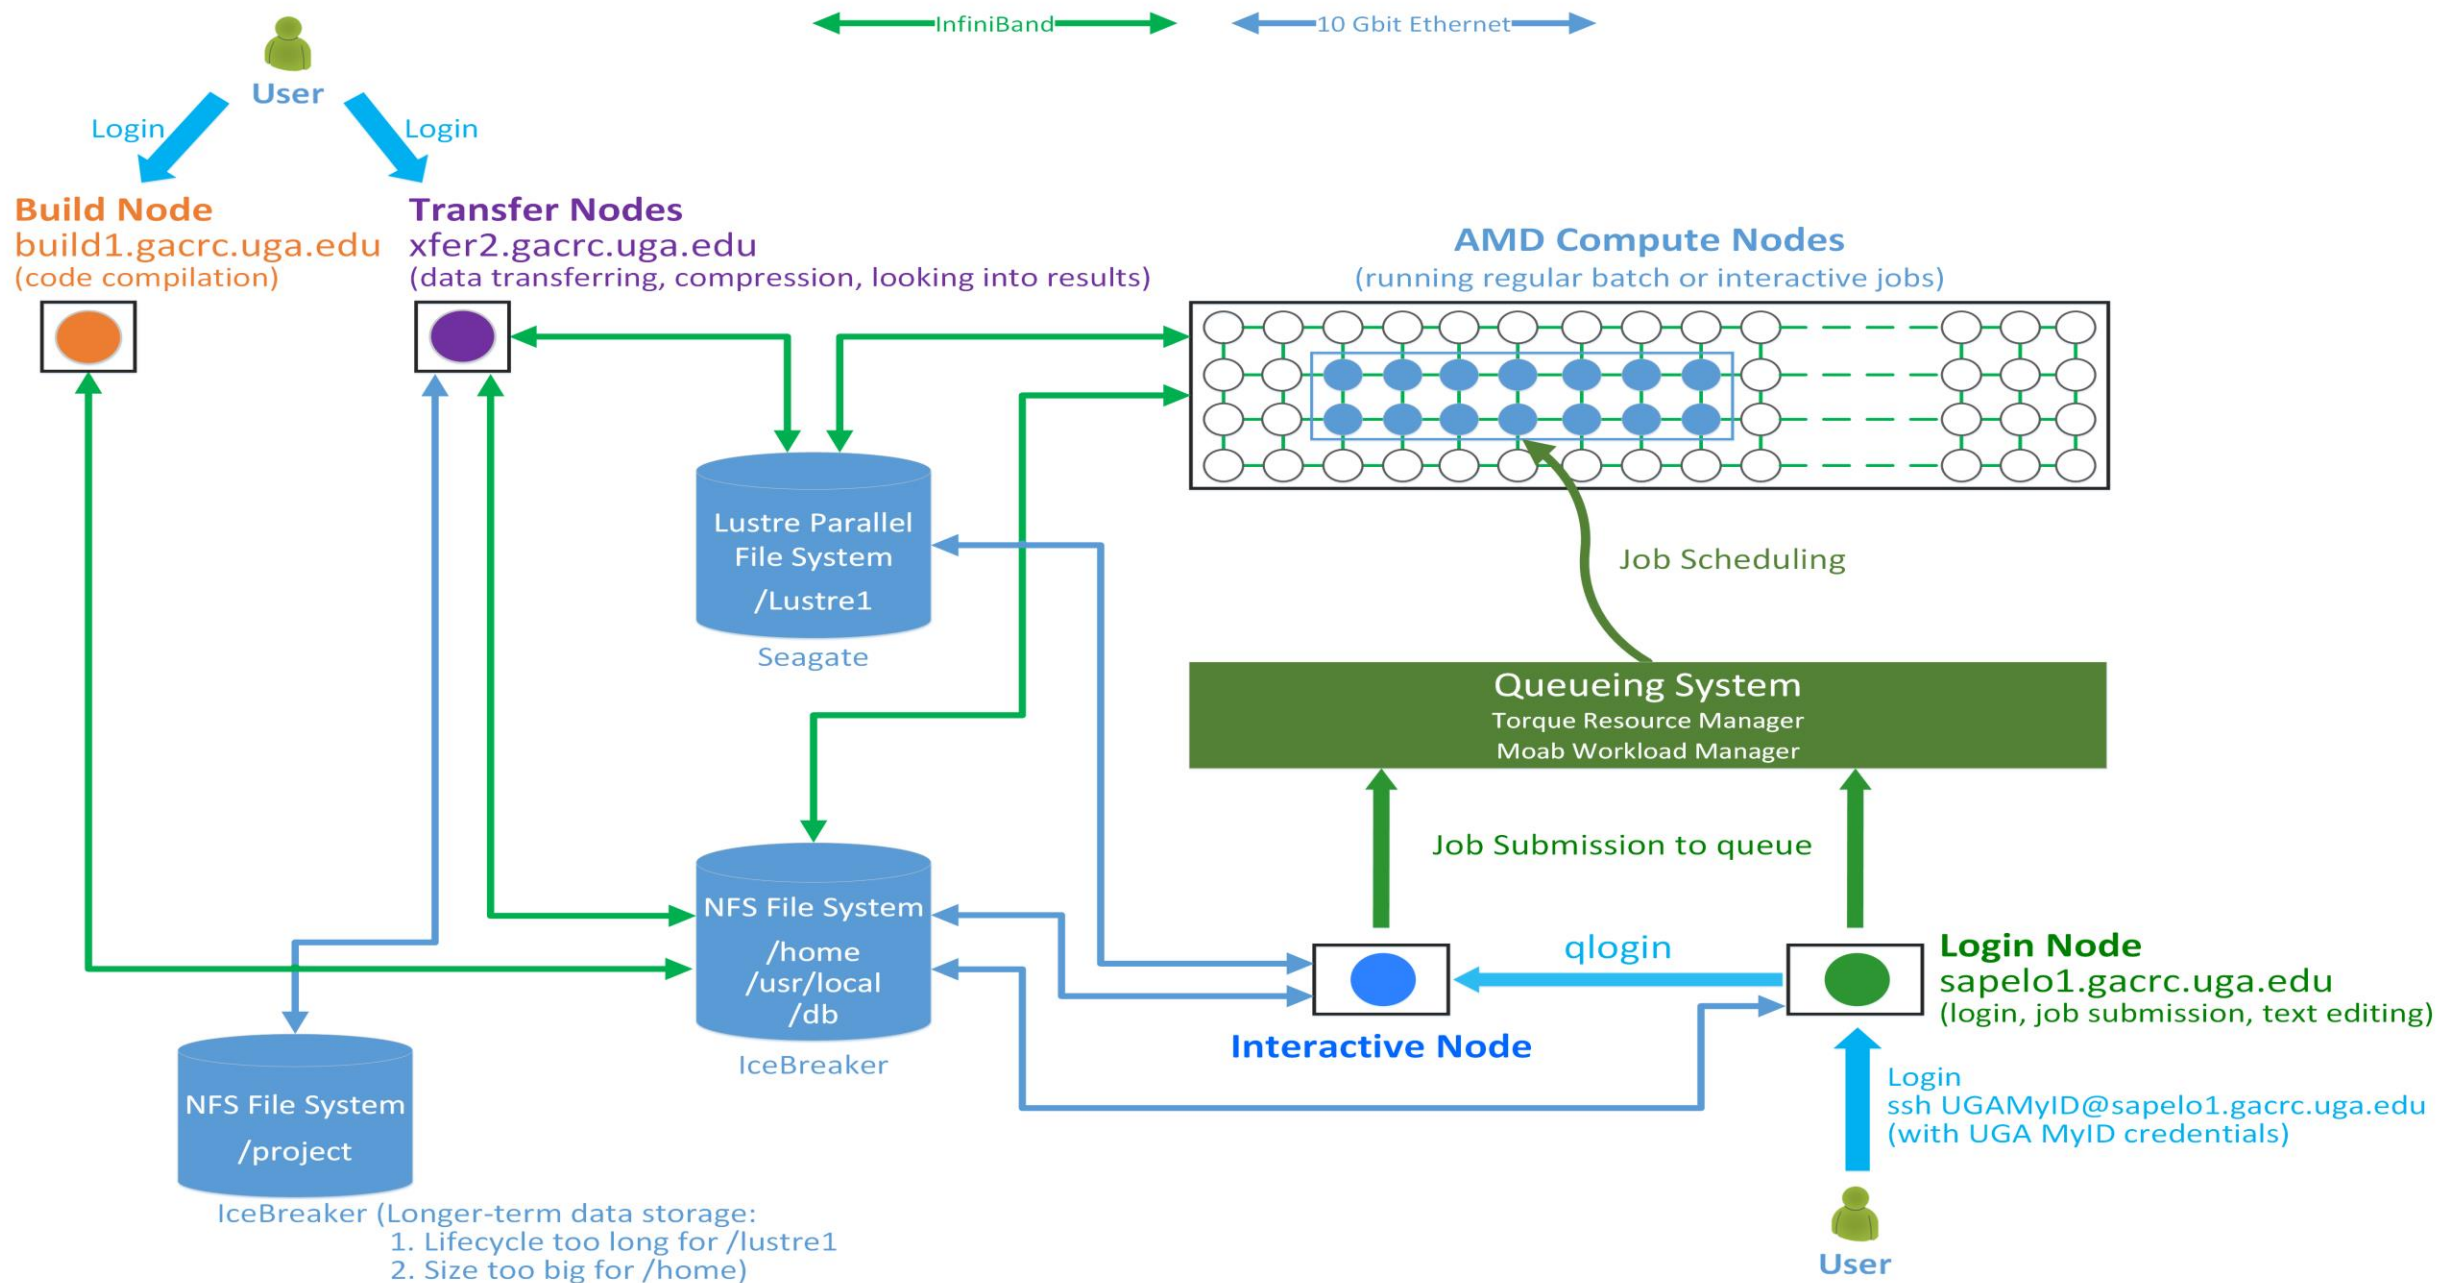 InfiniBand
10 Gbit Ethernet
User
Login
Login
Build Node
build1.gacrc.uga.edu
(code compilation)
Transfer Nodes
xfer2.gacrc.uga.edu
(data transferring, compression, looking into results)
AMD Compute Nodes
(running regular batch or interactive jobs)
Lustre Parallel
File System
/Lustre1
Seagate
Job Scheduling
Queueing System
Torque Resource Manager
Moab Workload Manager
Job Submission to queue
NFS File System
/home
/usr/local
/db
IceBreaker
qlogin
Interactive Node
Login Node
sapelo1.gacrc.uga.edu
(login, job submission, text editing)
Login
ssh UGAMyID@sapelo1.gacrc.uga.edu
(with UGA MyID credentials)
User
NFS File System
/project
IceBreaker (Longer-term data storage:
1. Lifecycle too long for /lustre1
2. Size too big for /home)